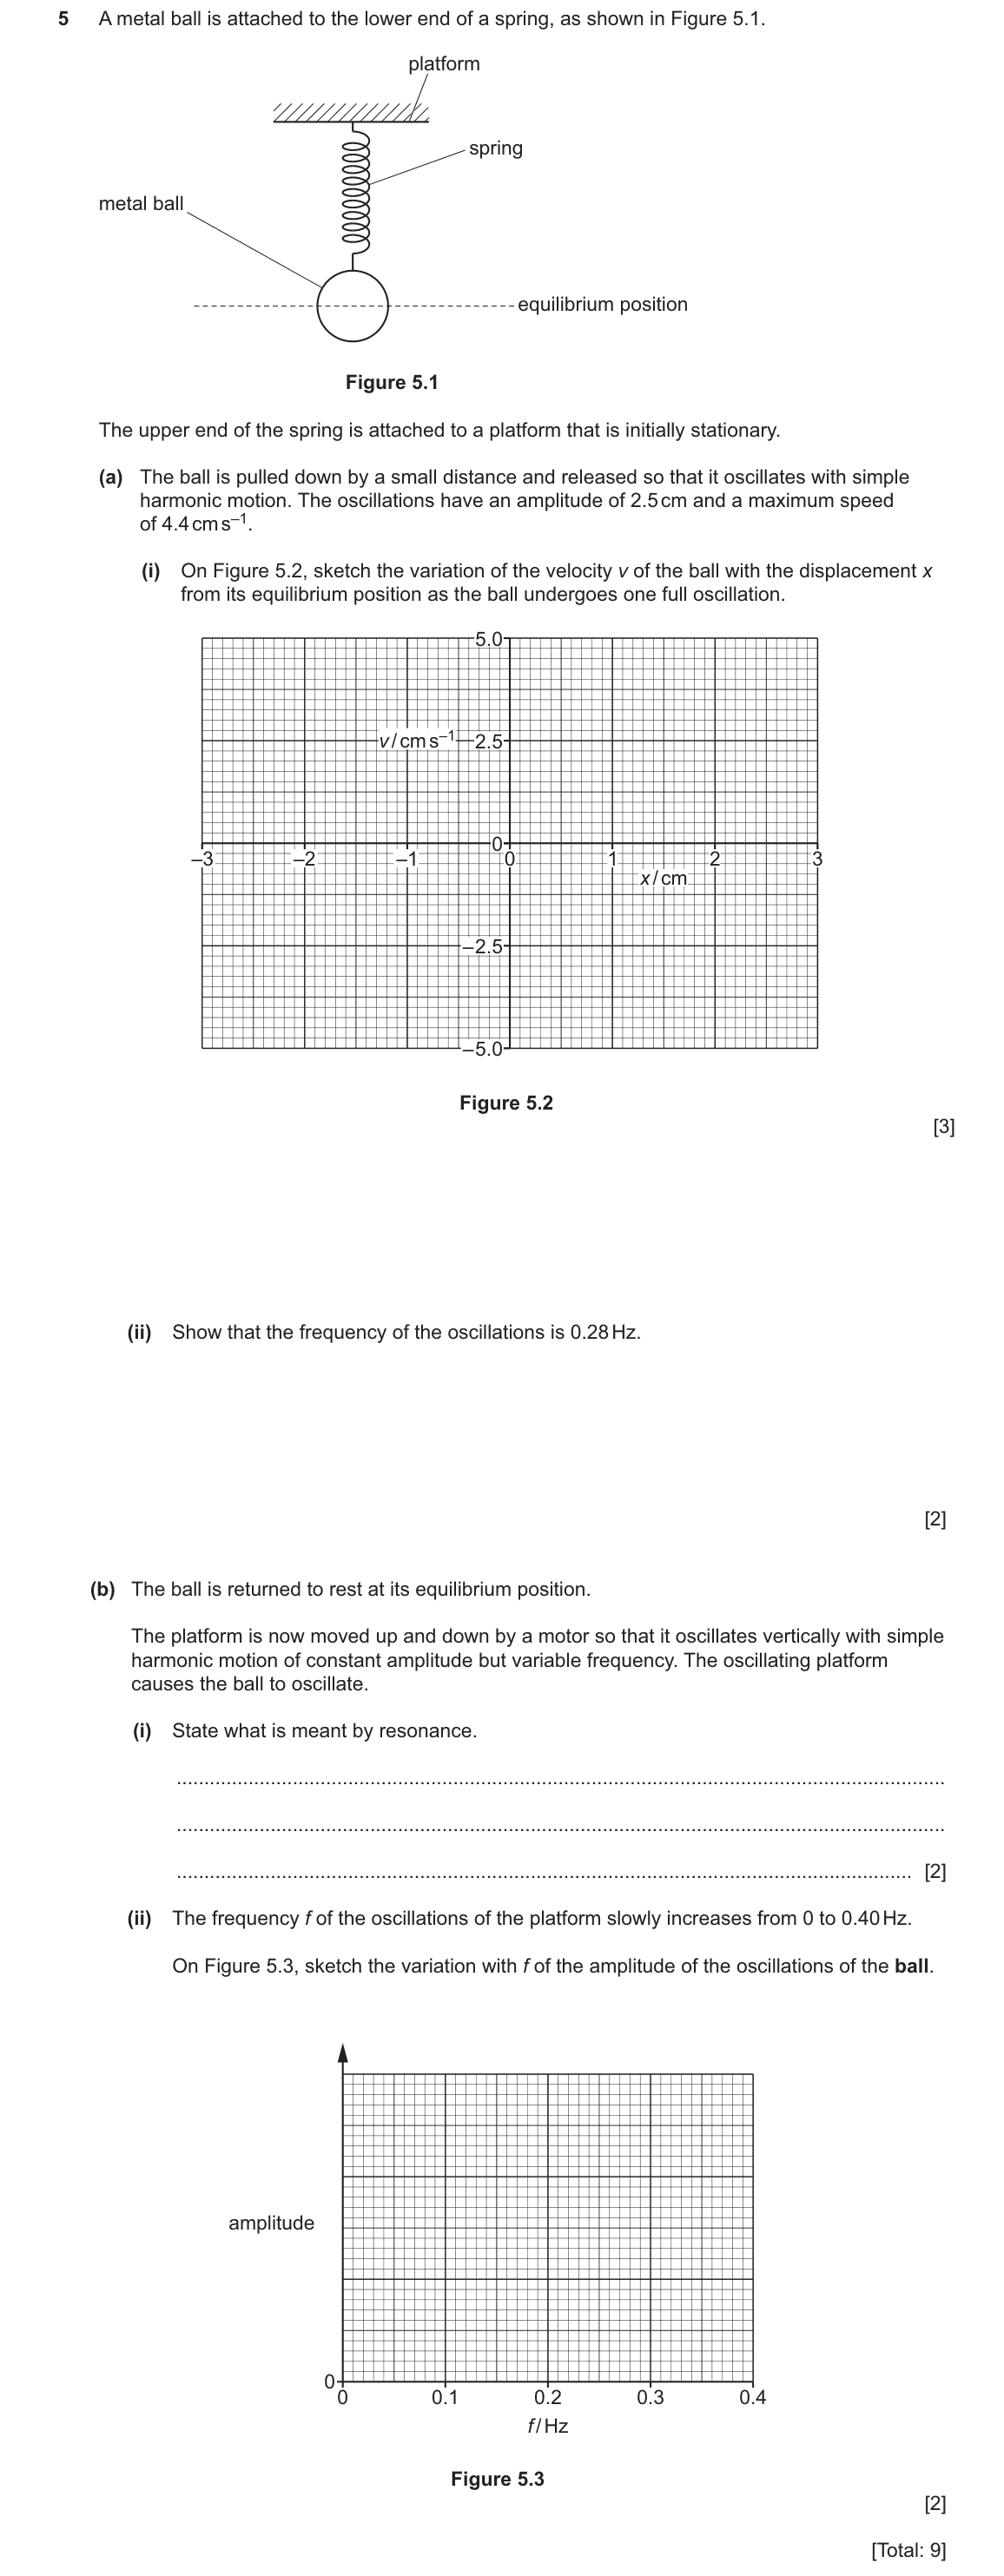 5 A metal ball is attached to the lower end of a spring, as shown in Figure 5.1.
platform
spring
metal ball
equilibrium position
Figure 5.1
The upper end of the spring is attached to a platform that is initially stationary.
(a) The ball is pulled down by a small distance and released so that it oscillates with simple
harmonic motion. The oscillations have an amplitude of 2.5 cm and a maximum speed
of 4.4 cm s⁻¹.
(i) On Figure 5.2, sketch the variation of the velocity v of the ball with the displacement x
from its equilibrium position as the ball undergoes one full oscillation.
5.0
v / cm s⁻¹ 2.5
0
–3 –2 –1 0 1 2 3
x / cm
–2.5
–5.0
Figure 5.2
[3]
(ii) Show that the frequency of the oscillations is 0.28 Hz.
[2]
(b) The ball is returned to rest at its equilibrium position.
The platform is now moved up and down by a motor so that it oscillates vertically with simple
harmonic motion of constant amplitude but variable frequency. The oscillating platform
causes the ball to oscillate.
(i) State what is meant by resonance.
[2]
(ii) The frequency f of the oscillations of the platform slowly increases from 0 to 0.40 Hz.
On Figure 5.3, sketch the variation with f of the amplitude of the oscillations of the ball.
amplitude
0
0 0.1 0.2 0.3 0.4
f / Hz
Figure 5.3
[2]
[Total: 9]